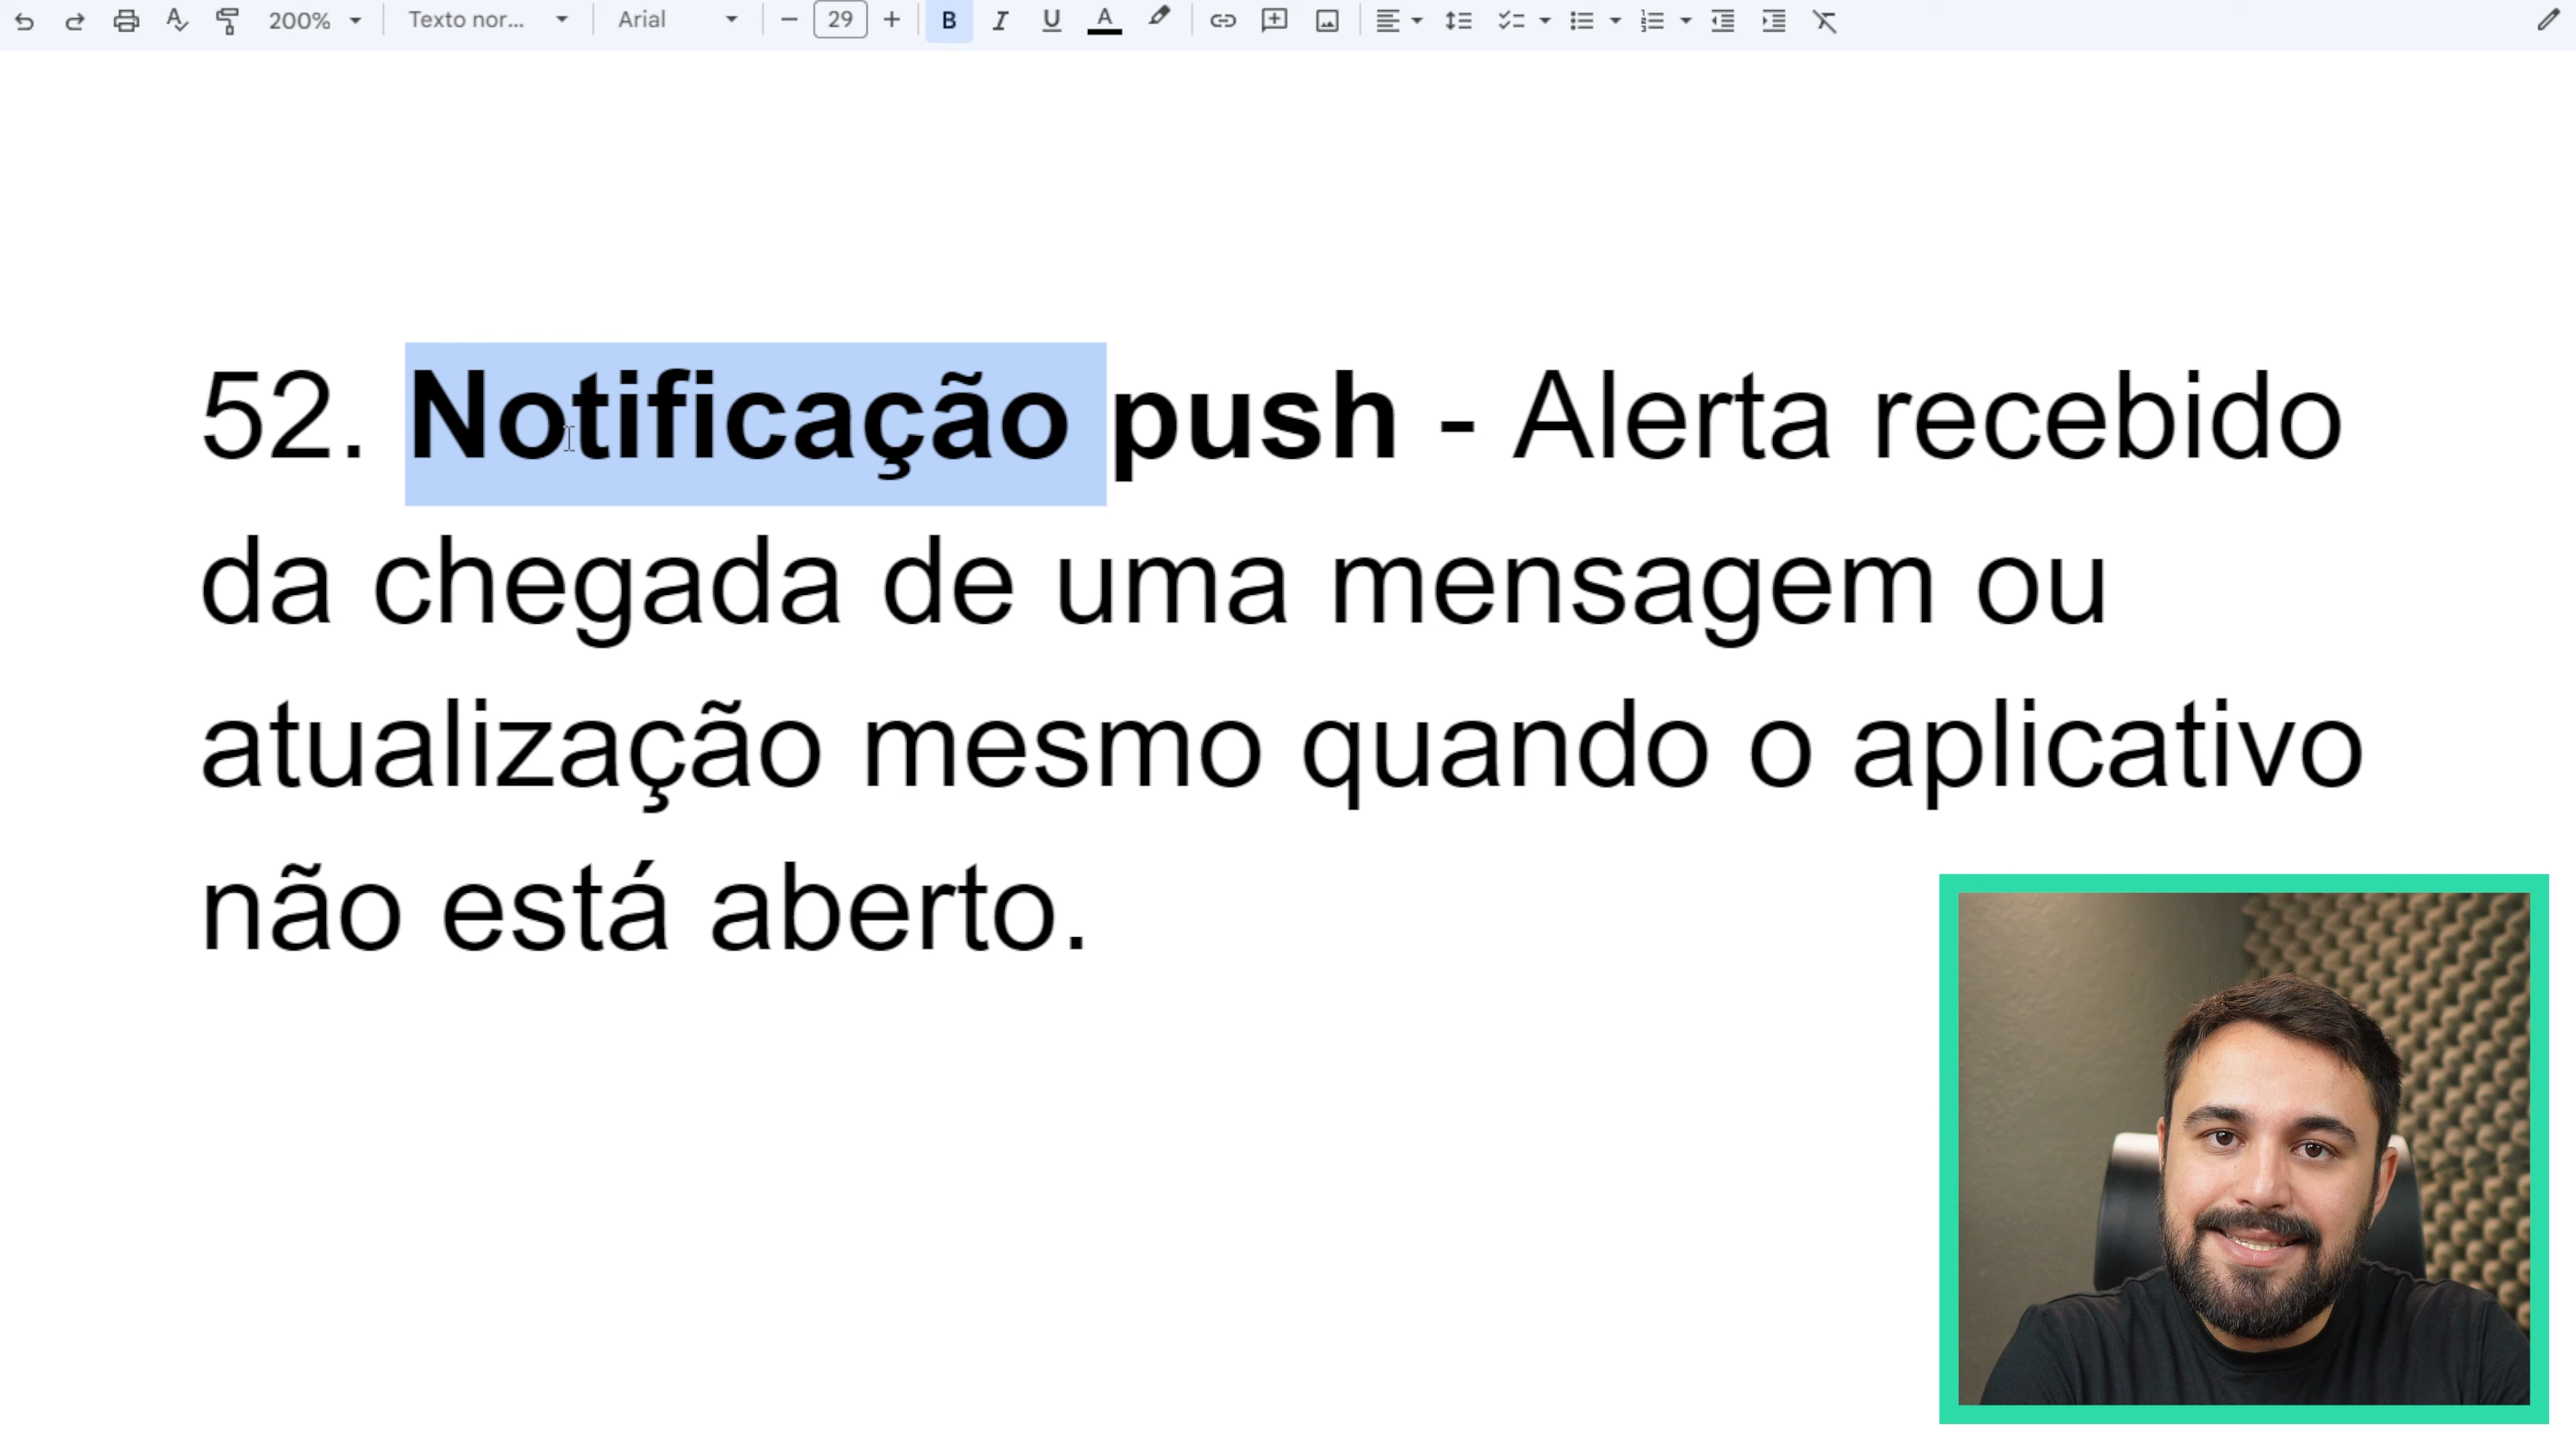 200% Texto nor... Arial 29 B I U A
52. Notificação push - Alerta recebido
da chegada de uma mensagem ou
atualização mesmo quando o aplicativo
não está aberto.